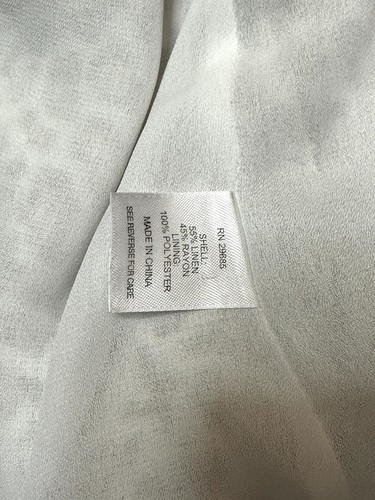 RN 29685
SHELL:
55% LINEN
45% RAYON
LINING:
100% POLYESTER
MADE IN CHINA
SEE REVERSE FOR CARE